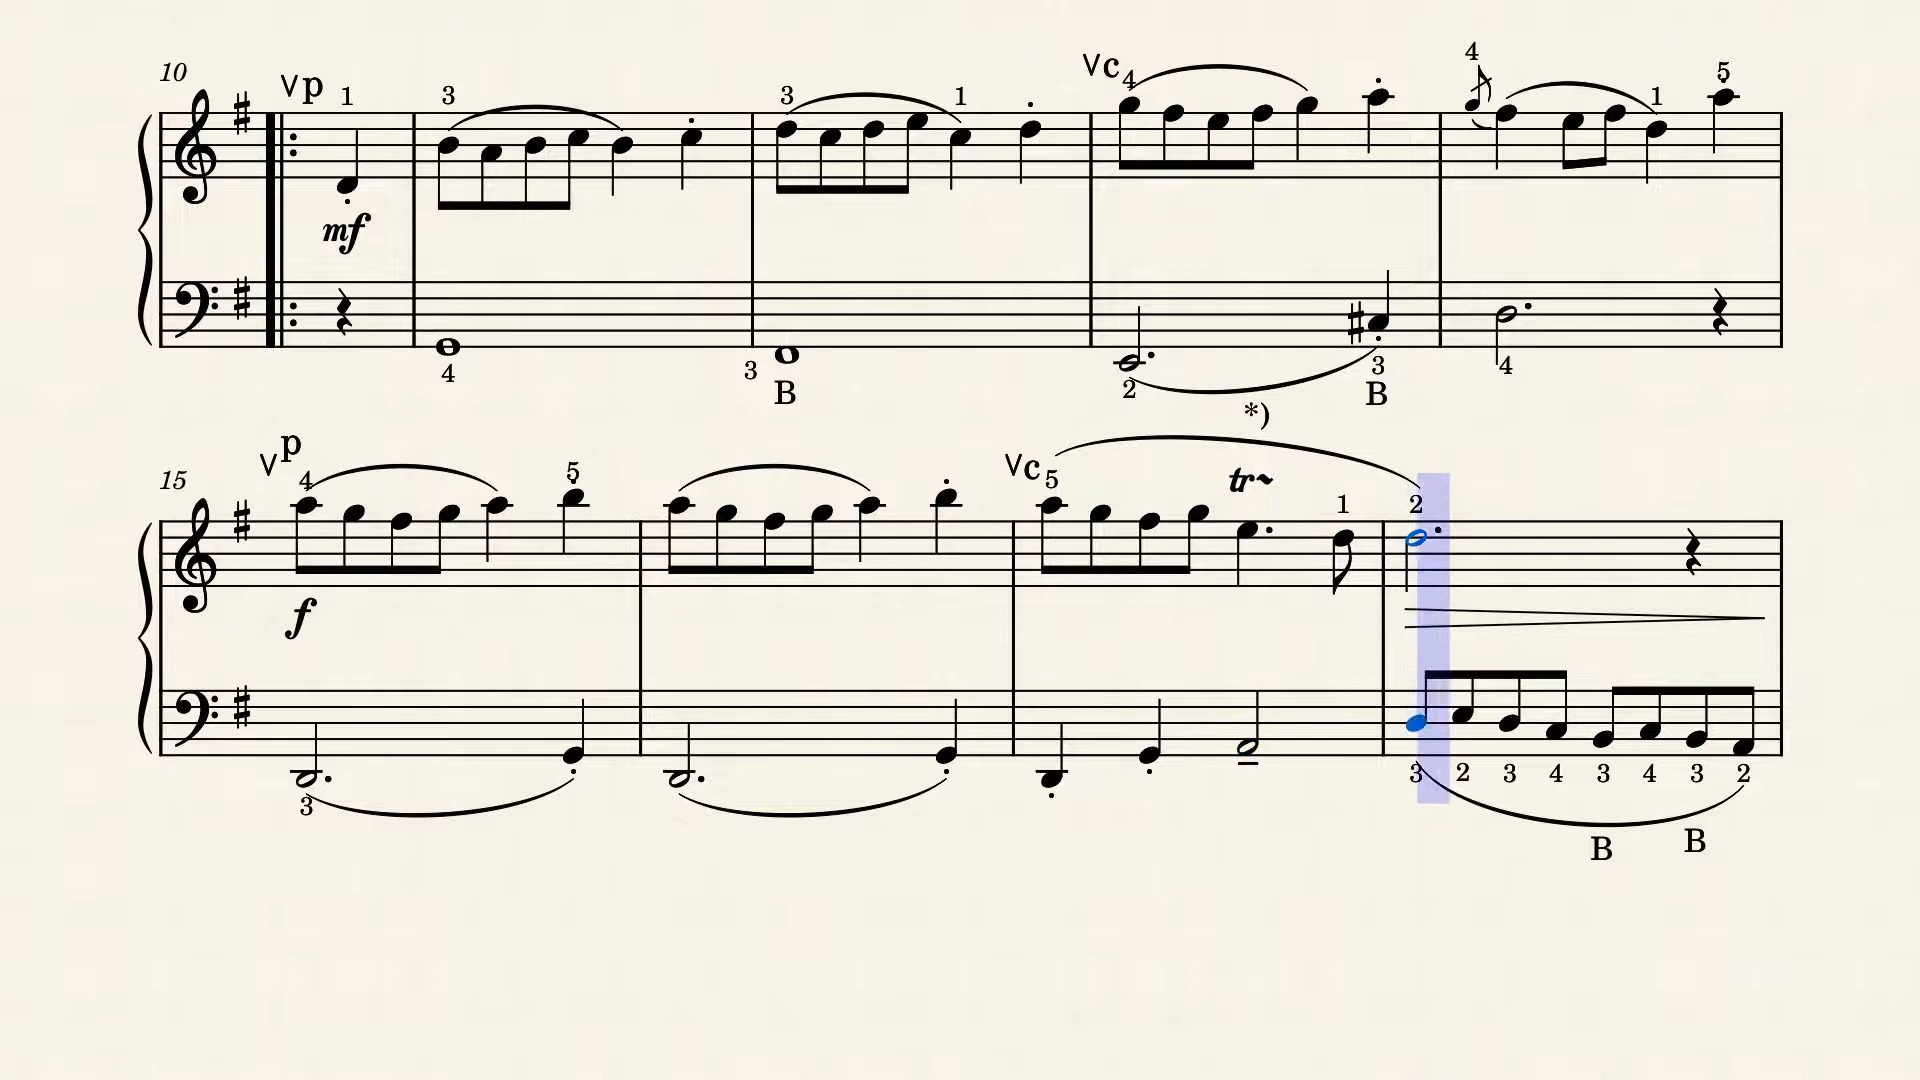 10
Vp 1 3 3 1 Vc 4 4 1 5
mf
4 3 2 3 4
B B
*)
15
Vp 4 5 Vc 5 tr~ 1 2
f
3 3 2 3 4 3 4 3 2
B B